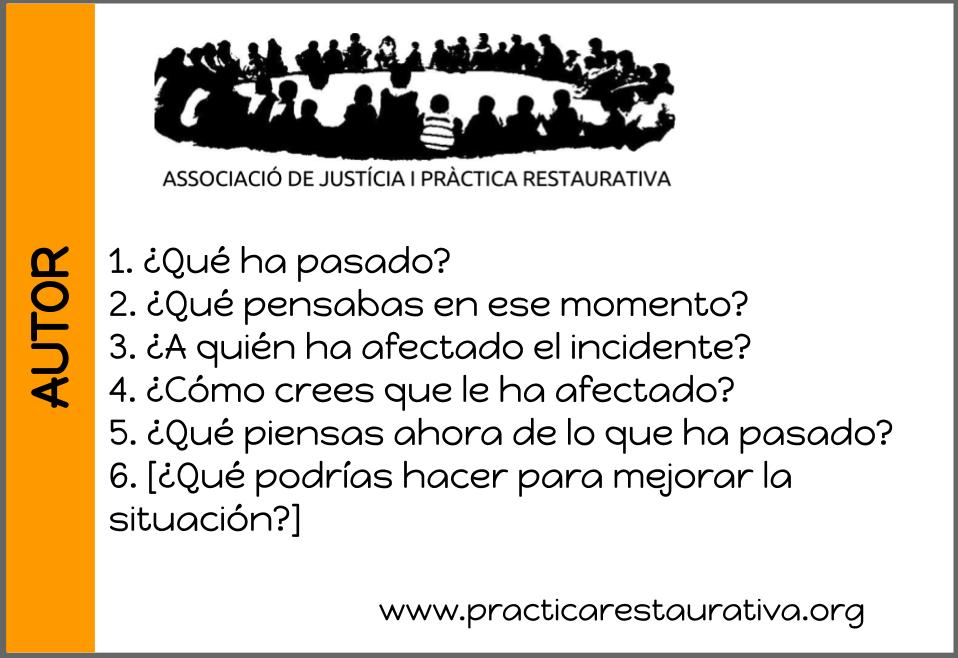 ASSOCIACIÓ DE JUSTÍCIA I PRÀCTICA RESTAURATIVA
AUTOR
1. ¿Qué ha pasado?
2. ¿Qué pensabas en ese momento?
3. ¿A quién ha afectado el incidente?
4. ¿Cómo crees que le ha afectado?
5. ¿Qué piensas ahora de lo que ha pasado?
6. [¿Qué podrías hacer para mejorar la
situación?]
www.practicarestaurativa.org